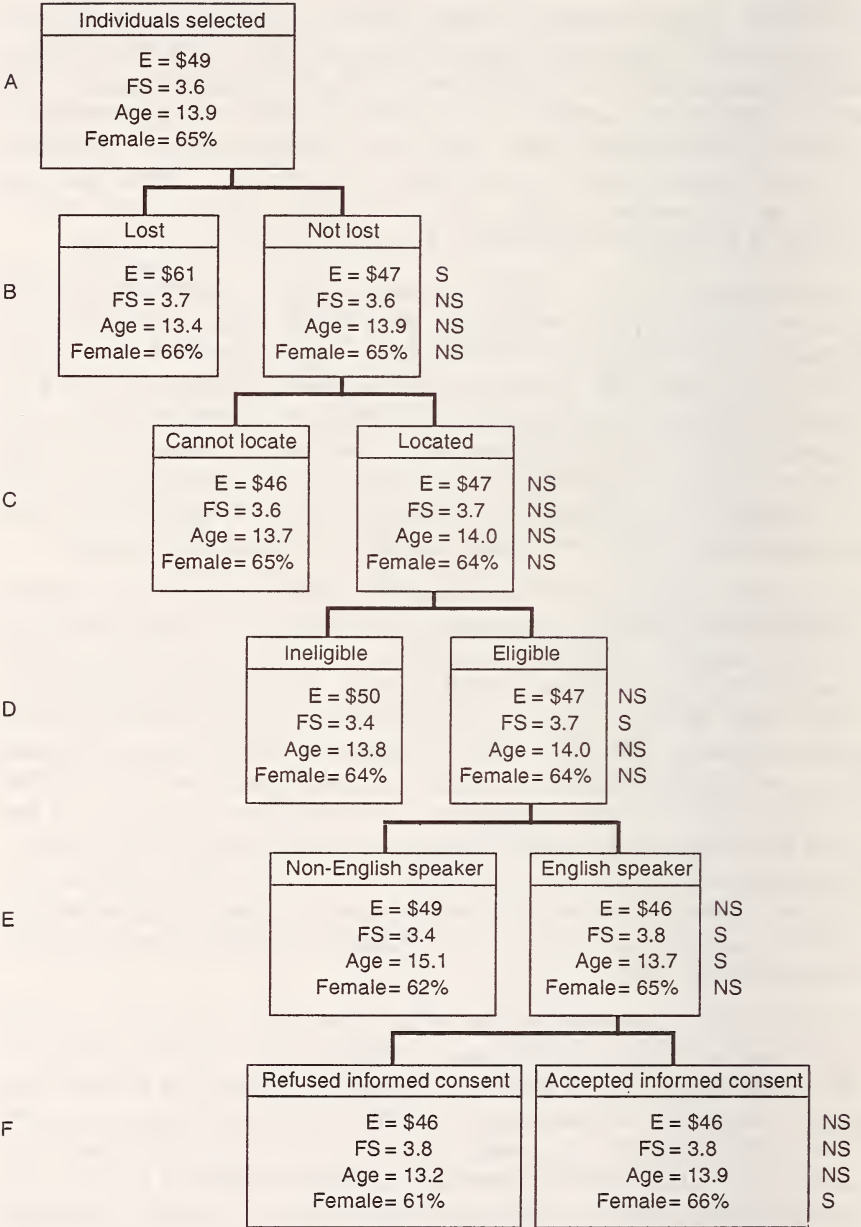 Individuals selected
E = $49
FS = 3.6
Age = 13.9
Female= 65%
A
Lost
E = $61
FS = 3.7
Age = 13.4
Female= 66%
Not lost
E = $47 S
FS = 3.6 NS
Age = 13.9 NS
Female= 65% NS
B
Cannot locate
E = $46
FS = 3.6
Age = 13.7
Female= 65%
Located
E = $47 NS
FS = 3.7 NS
Age = 14.0 NS
Female= 64% NS
C
Ineligible
E = $50
FS = 3.4
Age = 13.8
Female= 64%
Eligible
E = $47 NS
FS = 3.7 S
Age = 14.0 NS
Female= 64% NS
D
Non-English speaker
E = $49
FS = 3.4
Age = 15.1
Female= 62%
English speaker
E = $46 NS
FS = 3.8 S
Age = 13.7 S
Female= 65% NS
E
Refused informed consent
E = $46
FS = 3.8
Age = 13.2
Female= 61%
Accepted informed consent
E = $46 NS
FS = 3.8 NS
Age = 13.9 NS
Female= 66% S
F